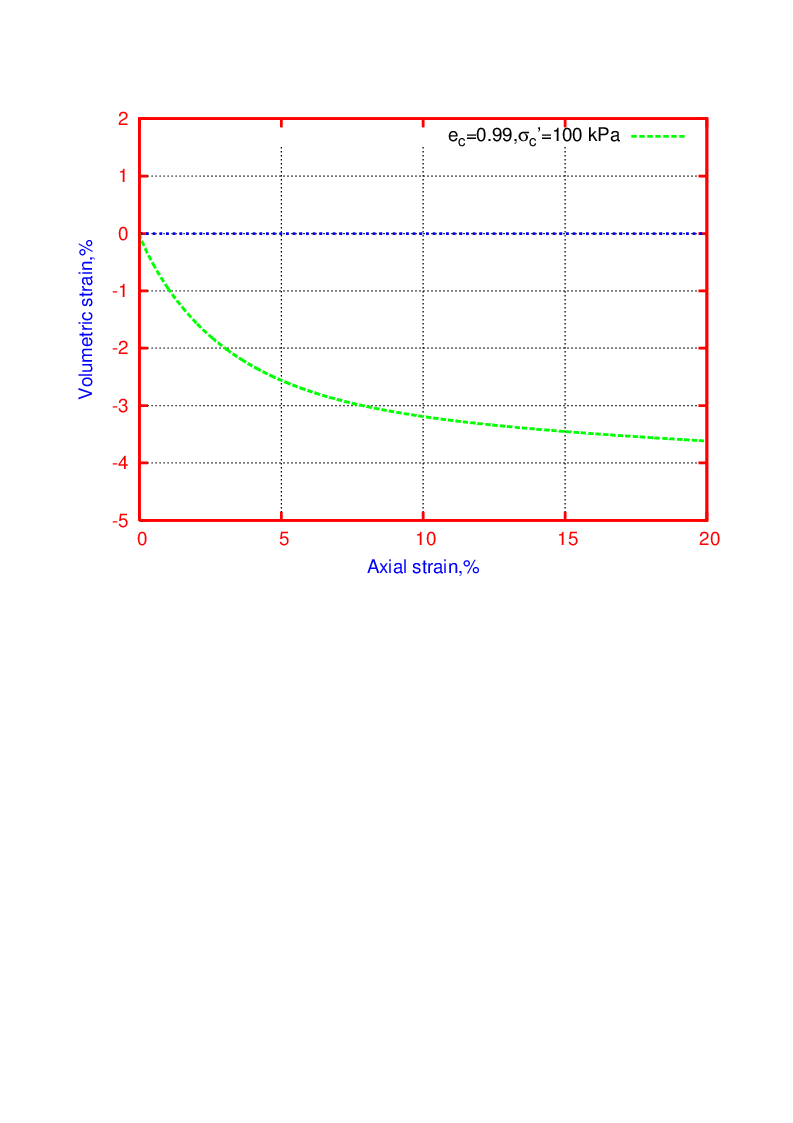 2
e_c=0.99,σ_c'=100 kPa
1
0
-1
-2
-3
-4
-5
Volumetric strain,%
0 5 10 15 20
Axial strain,%